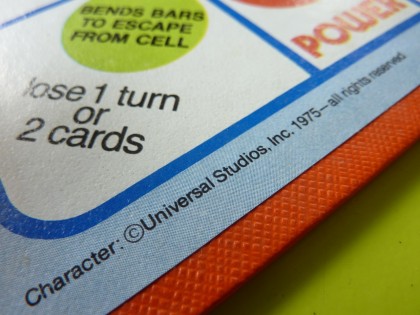 BENDS BARS
TO ESCAPE
FROM CELL
POWER
lose 1 turn
or
2 cards
Character: ©Universal Studios, Inc. 1975—all rights reserved